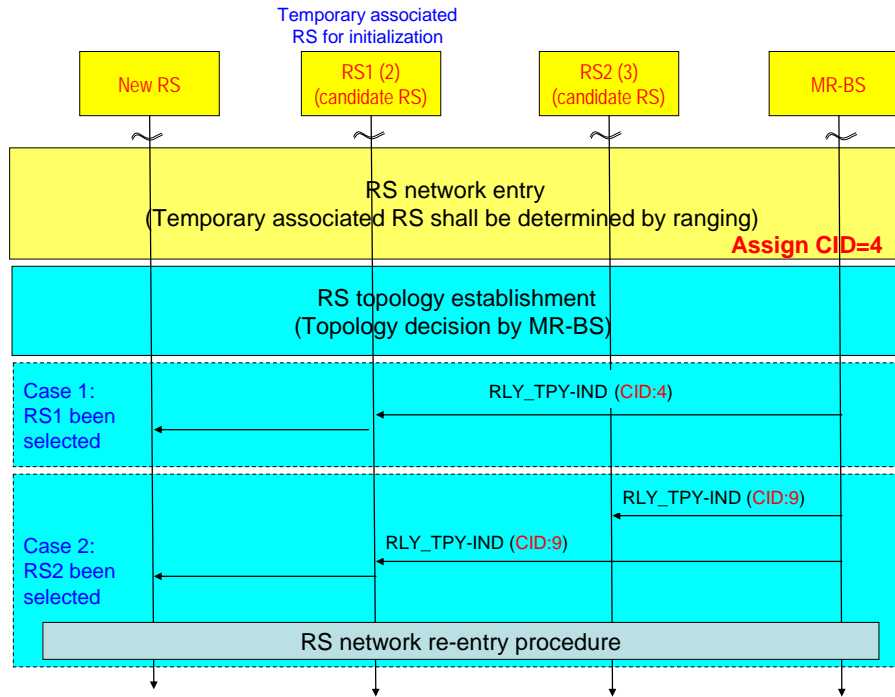 Temporary associated
RS for initialization
New RS
RS1 (2)
(candidate RS)
RS2 (3)
(candidate RS)
MR-BS
RS network entry
(Temporary associated RS shall be determined by ranging)
Assign CID=4
RS topology establishment
(Topology decision by MR-BS)
Case 1:
RS1 been
selected
RLY_TPY-IND (CID:4)
RLY_TPY-IND (CID:9)
Case 2:
RS2 been
selected
RLY_TPY-IND (CID:9)
RS network re-entry procedure